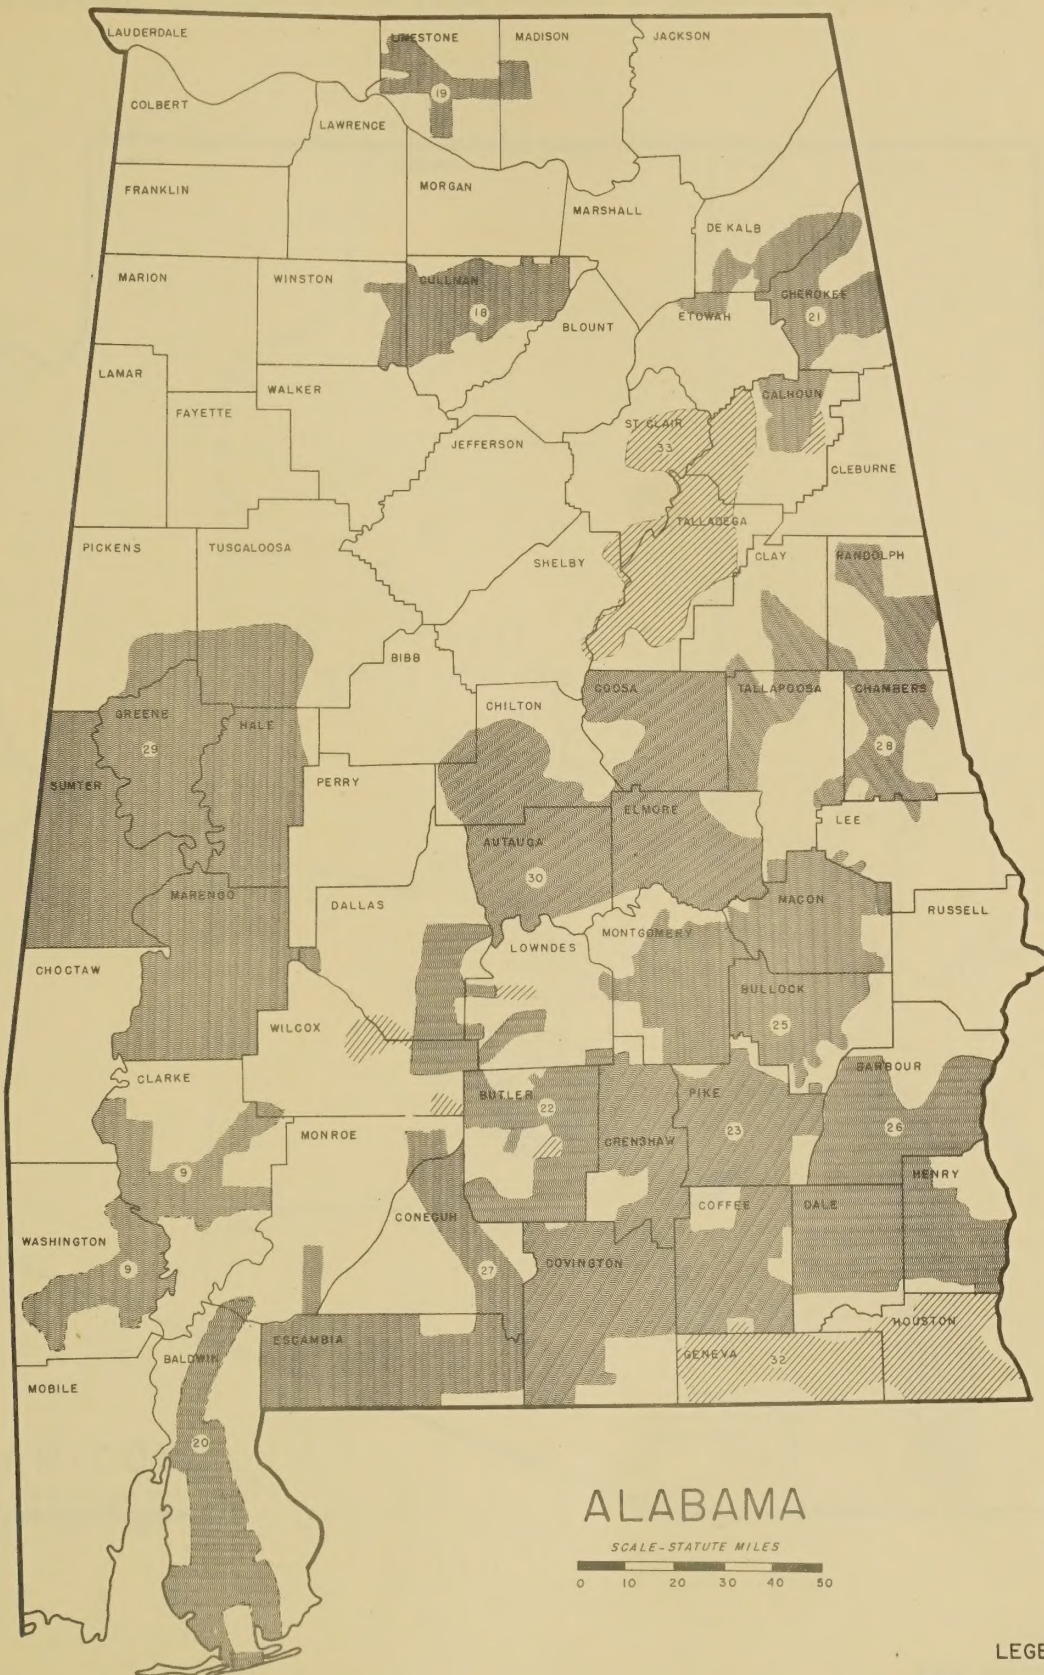 LAUDERDALE
LIMESTONE
MADISON
JACKSON
19
COLBERT
LAWRENCE
FRANKLIN
MORGAN
MARSHALL
DE KALB
MARION
WINSTON
CULLMAN
CHEROKEE
18
BLOUNT
ETOWAH
21
LAMAR
WALKER
CALHOUN
FAYETTE
ST CLAIR
JEFFERSON
33
CLEBURNE
TALLADEGA
PICKENS
TUSCALOOSA
SHELBY
CLAY
RANDOLPH
BIBB
COOSA
TALLAPOOSA
CHAMBERS
CHILTON
GREENE
HALE
29
28
SUMTER
PERRY
ELMORE
LEE
AUTAUGA
30
MARENGO
DALLAS
MACON
RUSSELL
MONTGOMERY
LOWNDES
CHOCTAW
BULLOCK
WILCOX
25
CLARKE
BARBOUR
BUTLER
PIKE
22
MONROE
23
26
CRENSHAW
9
HENRY
CONECUH
COFFEE
DALE
WASHINGTON
9
27
COVINGTON
ESCAMBIA
HOUSTON
BALDWIN
GENEVA
32
MOBILE
20
ALABAMA
SCALE-STATUTE MILES
0 10 20 30 40 50
LEGE